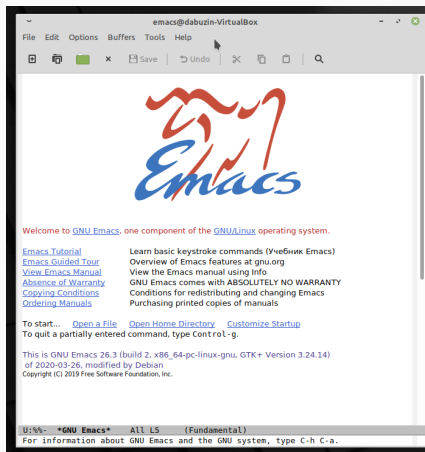 emacs@dabuzin-VirtualBox
File Edit Options Buffers Tools Help
Save Undo
Emacs
Welcome to GNU Emacs, one component of the GNU/Linux operating system.
Emacs Tutorial Learn basic keystroke commands (Учебник Emacs)
Emacs Guided Tour Overview of Emacs features at gnu.org
View Emacs Manual View the Emacs manual using Info
Absence of Warranty GNU Emacs comes with ABSOLUTELY NO WARRANTY
Copying Conditions Conditions for redistributing and changing Emacs
Ordering Manuals Purchasing printed copies of manuals
To start... Open a File Open Home Directory Customize Startup
To quit a partially entered command, type Control-g.
This is GNU Emacs 26.3 (build 2, x86_64-pc-linux-gnu, GTK+ Version 3.24.14)
of 2020-03-26, modified by Debian
Copyright (C) 2019 Free Software Foundation, Inc.
U:%%- *GNU Emacs* All L5 (Fundamental)
For information about GNU Emacs and the GNU system, type C-h C-a.